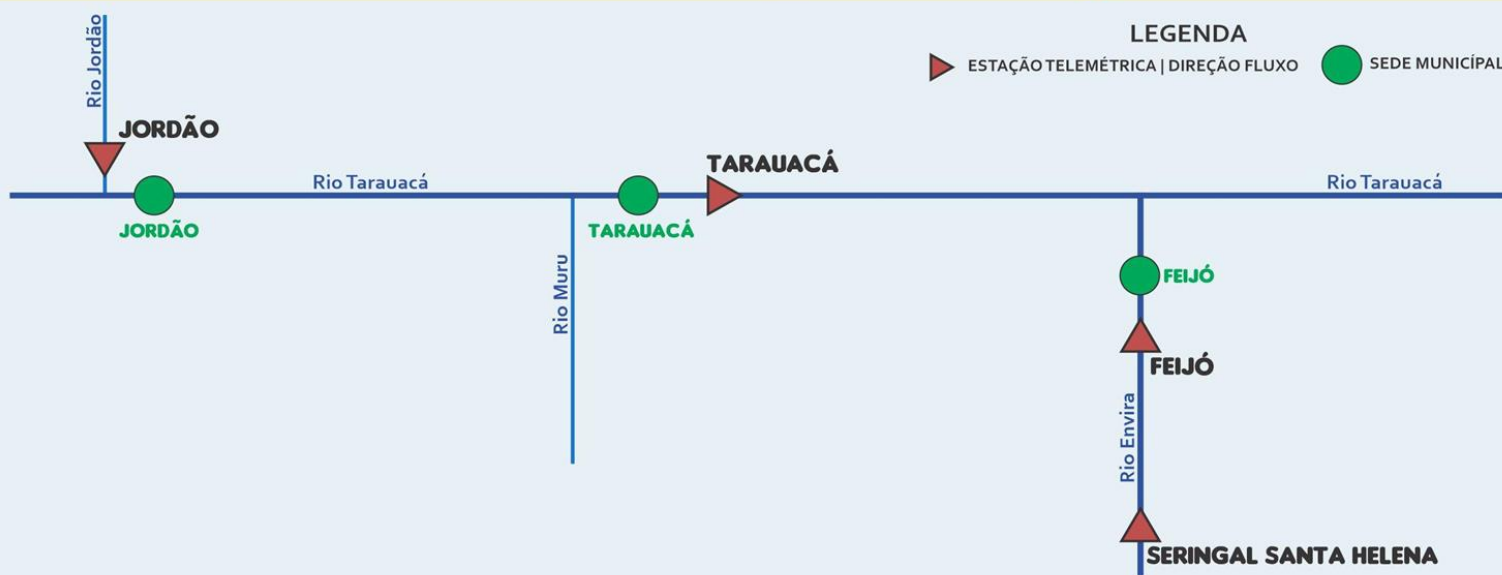 LEGENDA
ESTAÇÃO TELEMÉTRICA | DIREÇÃO FLUXO
SEDE MUNICÍPAL
Rio Jordão
JORDÃO
JORDÃO
Rio Tarauacá
TARAUACÁ
TARAUACÁ
Rio Tarauacá
Rio Muru
FEIJÓ
FEIJÓ
Rio Envira
SERINGAL SANTA HELENA